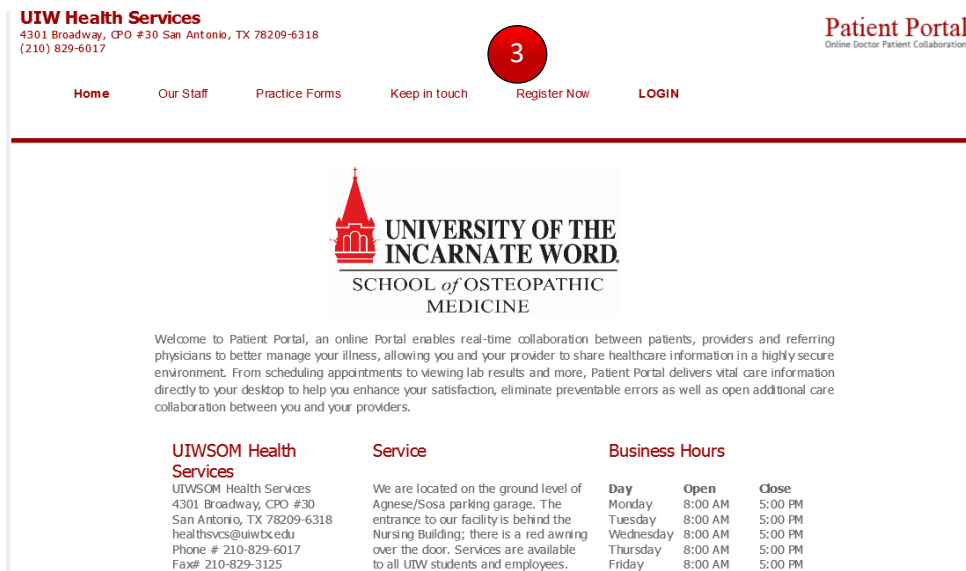 UIW Health Services
4301 Broadway, CPO #30 San Antonio, TX 78209-6318
(210) 829-6017
Patient Portal
Online Doctor Patient Collaboration
3
Home Our Staff Practice Forms Keep in touch Register Now LOGIN
UNIVERSITY OF THE
INCARNATE WORD®
SCHOOL of OSTEOPATHIC
MEDICINE
Welcome to Patient Portal, an online Portal enables real-time collaboration between patients, providers and referring
physicians to better manage your illness, allowing you and your provider to share healthcare information in a highly secure
environment. From scheduling appointments to viewing lab results and more, Patient Portal delivers vital care information
directly to your desktop to help you enhance your satisfaction, eliminate preventable errors as well as open additional care
collaboration between you and your providers.
UIWSOM Health
Services
UIWSOM Health Services
4301 Broadway, CPO #30
San Antonio, TX 78209-6318
healthsvcs@uiwtx.edu
Phone # 210-829-6017
Fax# 210-829-3125
Service
We are located on the ground level of
Agnese/Sosa parking garage. The
entrance to our facility is behind the
Nursing Building; there is a red awning
over the door. Services are available
to all UIW students and employees.
Business Hours
Day Open Close
Monday 8:00 AM 5:00 PM
Tuesday 8:00 AM 5:00 PM
Wednesday 8:00 AM 5:00 PM
Thursday 8:00 AM 5:00 PM
Friday 8:00 AM 5:00 PM